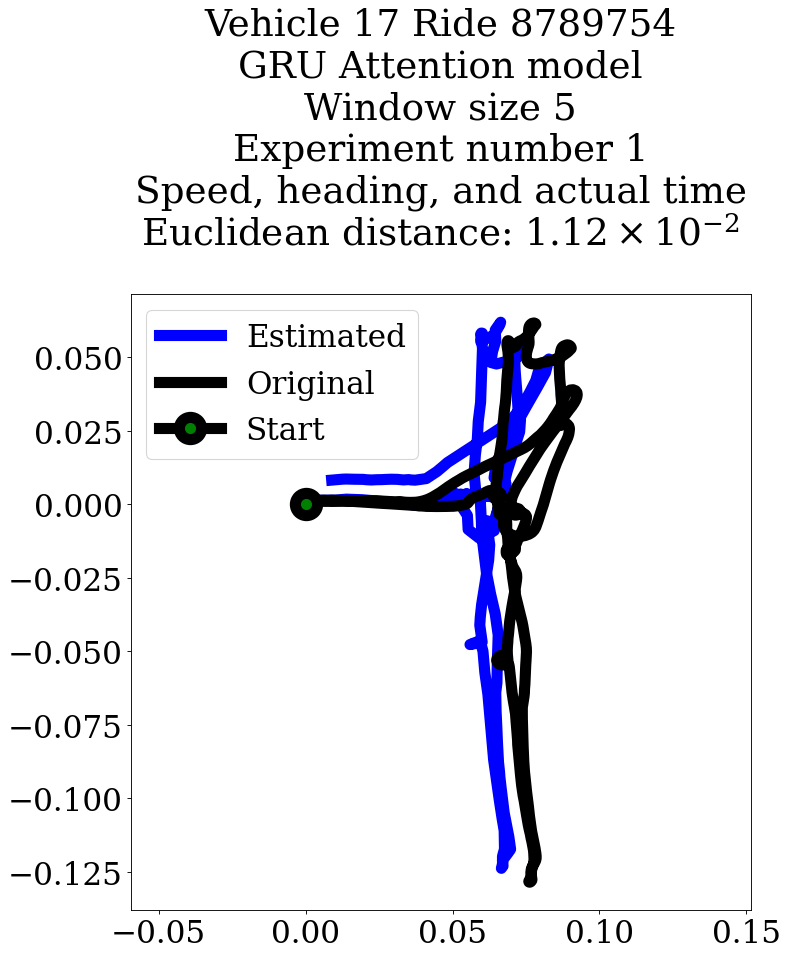 Vehicle 17 Ride 8789754
GRU Attention model
Window size 5
Experiment number 1
Speed, heading, and actual time
Euclidean distance: 1.12 × 10⁻²
Estimated
Original
Start
0.050
0.025
0.000
−0.025
−0.050
−0.075
−0.100
−0.125
−0.05 0.00 0.05 0.10 0.15